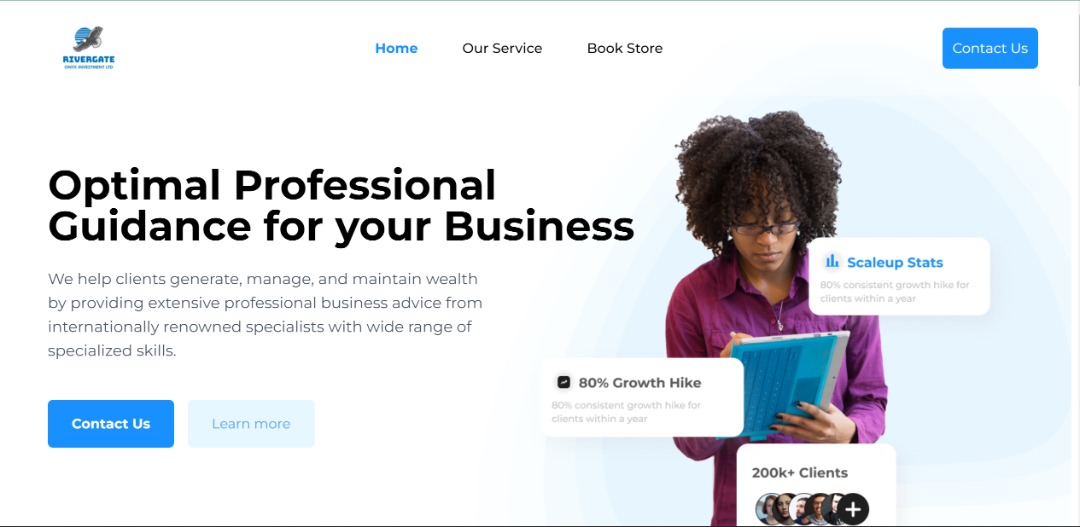 RIVERGATE
Home
Our Service
Book Store
Contact Us
Optimal Professional
Guidance for your Business
We help clients generate, manage, and maintain wealth
by providing extensive professional business advice from
internationally renowned specialists with wide range of
specialized skills.
Contact Us
Learn more
Scaleup Stats
80% consistent growth hike for
clients within a year
80% Growth Hike
80% consistent growth hike for
clients within a year
200k+ Clients